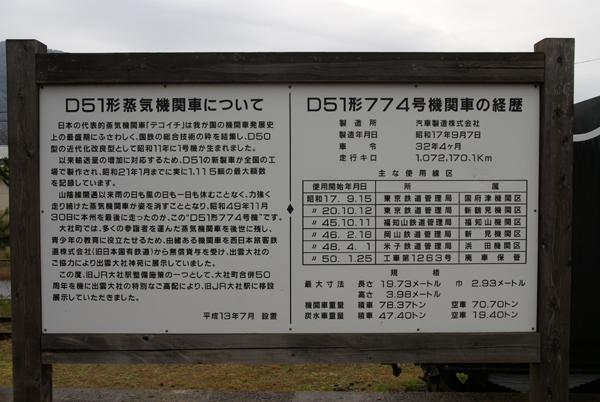 D51形蒸気機関車について
日本の代表的蒸気機関車「デコイチ」は我が国の機関車発展史
上の最盛期にふさわしく、国鉄の総合技術の粋を結集し、D50
型の近代化改良型として昭和11年に1号機が生まれました。
以来輸送量の増加に対応するため、D51の新製車が全国の工
場で製作され、昭和21年1月までに実に1,115輌の最大輌数
を記録しています。
山陰線開通以来雨の日も風の日も一日も休むことなく、力強く
走り続けた蒸気機関車が姿を消すこととなり、昭和49年11月
30日に本州を最後に走ったのが、この"D51形774号機"です。
大社町では、多くの参詣者を運んだ蒸気機関車を後世に残し、
青少年の教育に役立たせるため、由緒ある機関車を西日本旅客鉄
道株式会社(旧日本国有鉄道)から無償貸与を受け、出雲大社の
ご協力により出雲大社神苑に展示していました。
この度、旧JR大社駅整備施策の一つとして、大社町合併50
周年を機に出雲大社の特別なご高配により、旧JR大社駅に移設
展示していただきました。
平成13年7月 設置
D51形774号機関車の経歴
製造所 汽車製造株式会社
製造年月日 昭和17年9月7日
車令 32年4ヶ月
走行キロ 1,072,170.1Km
主な使用線区
使用開始年月日 所属
昭和17. 9.15 東京鉄道管理局 国府津機関区
〃 20.10.12 東京鉄道管理局 新鶴見機関区
〃 45.10.11 福知山鉄道管理局 福知山機関区
〃 46. 2.18 岡山鉄道管理局 新見機関区
〃 48. 4. 1 米子鉄道管理局 浜田機関区
〃 50. 1.25 工車第1263号 廃車保管
規格
最大寸法 長さ 19.73メートル 巾 2.93メートル
高さ 3.98メートル
機関車重量 積車 78.37トン 空車 70.70トン
炭水車重量 積車 47.40トン 空車 19.40トン